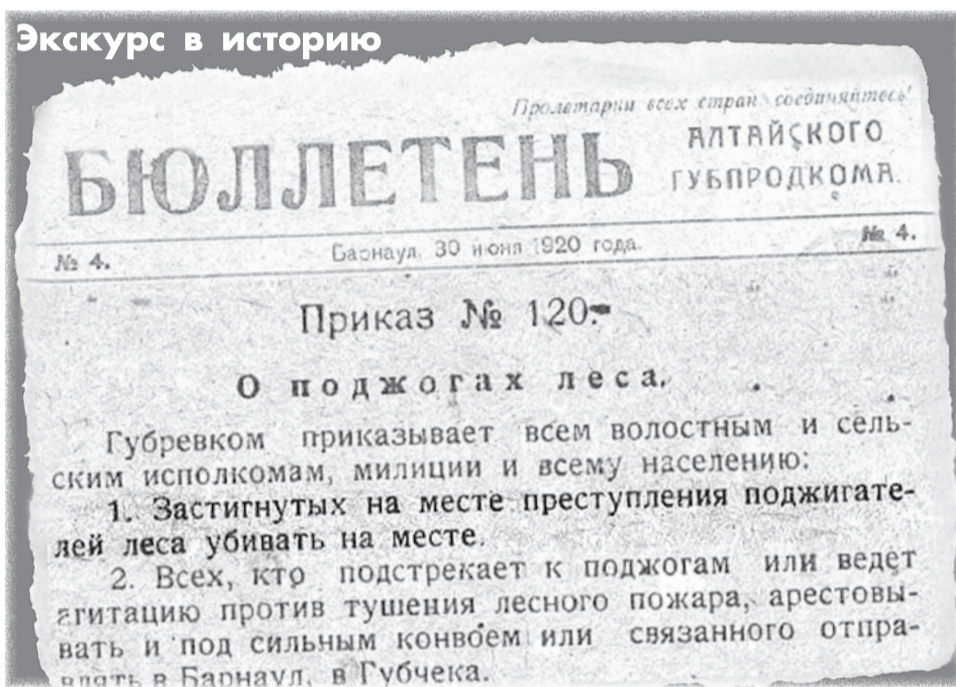 Экскурс в историю
Пролетарии всех стран соединяйтесь!
БЮЛЛЕТЕНЬ
АЛТАЙСКОГО
ГУБПРОДКОМА.
№ 4.
Барнаул, 30 июня 1920 года.
№ 4.
Приказ № 120.
О поджогах леса.
Губревком приказывает всем волостным и сель-
ским исполкомам, милиции и всему населению:
1. Застигнутых на месте преступления поджигате-
лей леса убивать на месте.
2. Всех, кто подстрекает к поджогам или ведет
агитацию против тушения лесного пожара, арестовы-
вать и под сильным конвоем или связанного отпра-
влять в Барнаул, в Губчека.